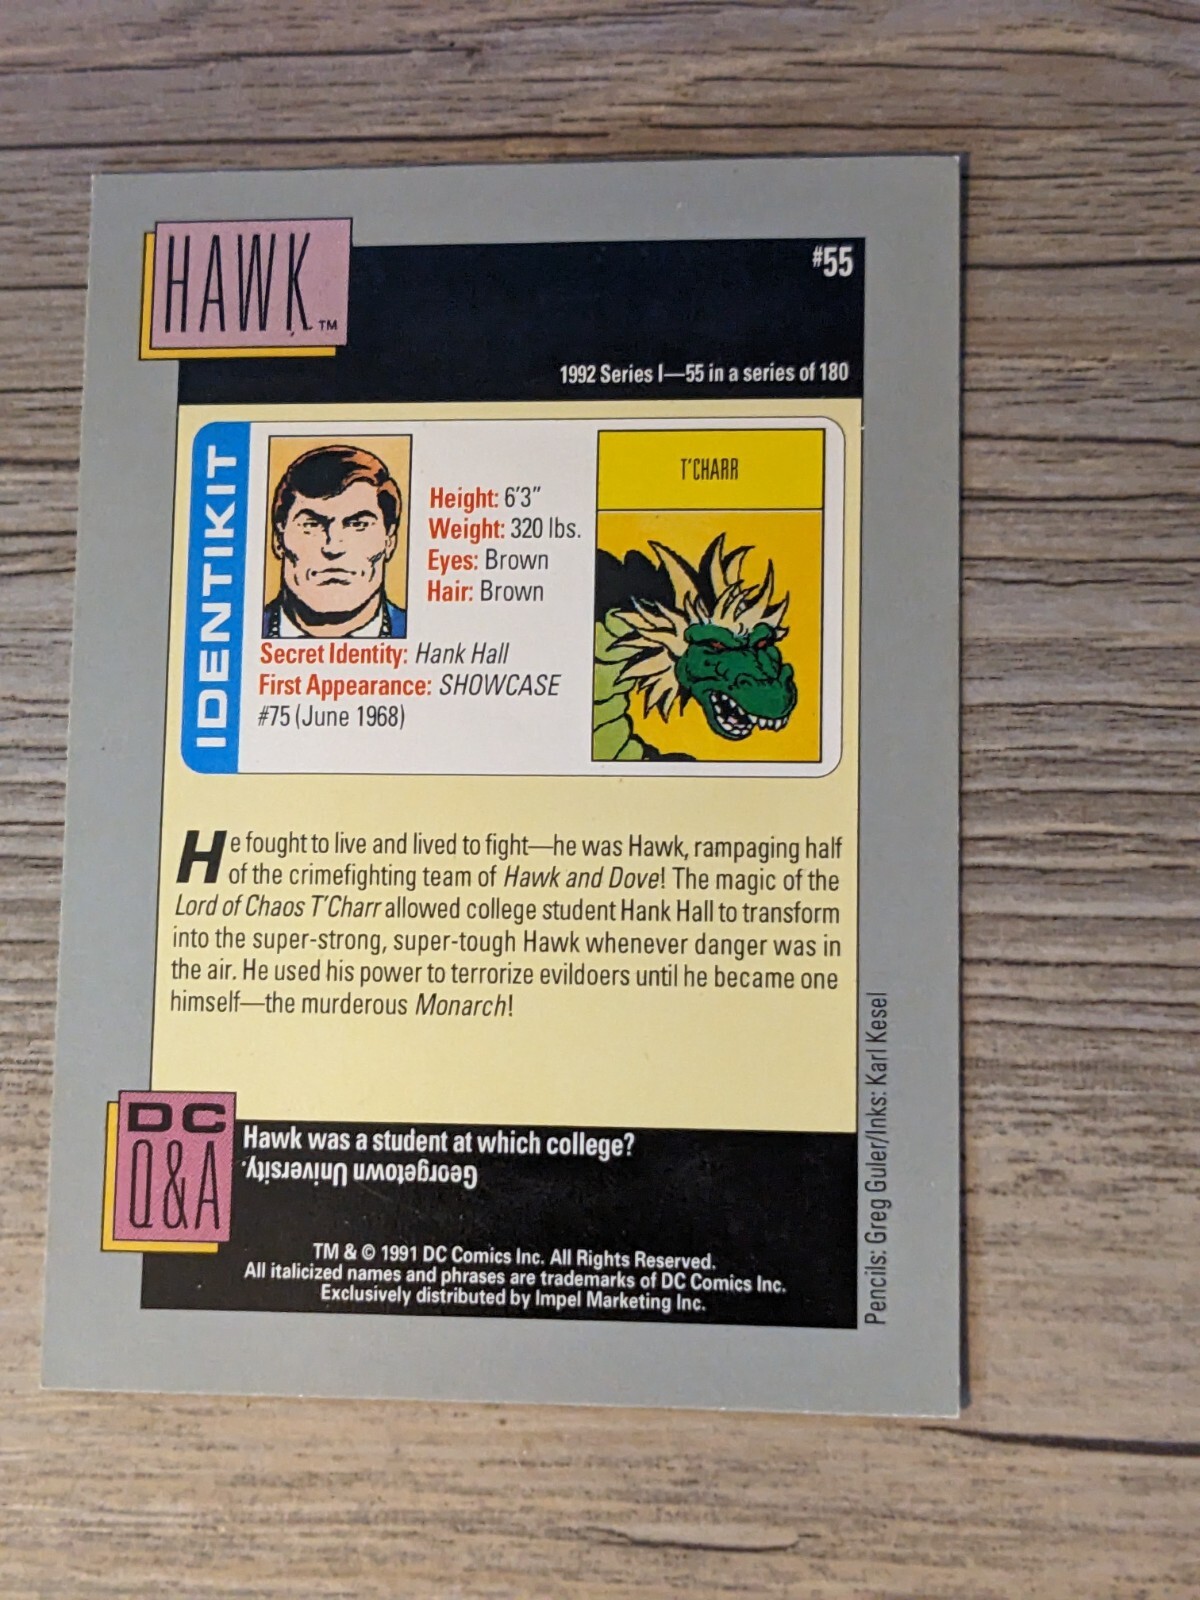 HAWK™
#55
1992 Series I—55 in a series of 180
IDENTIKIT
Height: 6'3"
Weight: 320 lbs.
Eyes: Brown
Hair: Brown
Secret Identity: Hank Hall
First Appearance: SHOWCASE
#75 (June 1968)
T'CHARR
He fought to live and lived to fight—he was Hawk, rampaging half
of the crimefighting team of Hawk and Dove! The magic of the
Lord of Chaos T'Charr allowed college student Hank Hall to transform
into the super-strong, super-tough Hawk whenever danger was in
the air. He used his power to terrorize evildoers until he became one
himself—the murderous Monarch!
DC
Q&A
Hawk was a student at which college?
Georgetown University.
TM & © 1991 DC Comics Inc. All Rights Reserved.
All italicized names and phrases are trademarks of DC Comics Inc.
Exclusively distributed by Impel Marketing Inc.
Pencils: Greg Guler/Inks: Karl Kesel